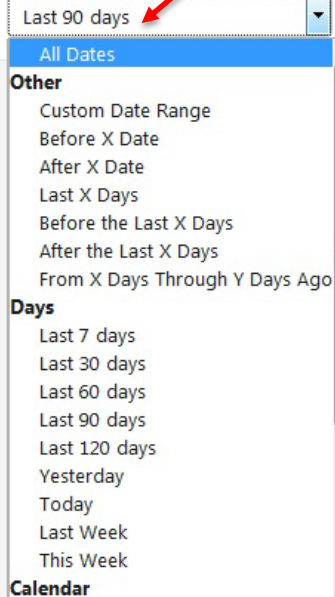 Last 90 days
All Dates
Other
Custom Date Range
Before X Date
After X Date
Last X Days
Before the Last X Days
After the Last X Days
From X Days Through Y Days Ago
Days
Last 7 days
Last 30 days
Last 60 days
Last 90 days
Last 120 days
Yesterday
Today
Last Week
This Week
Calendar